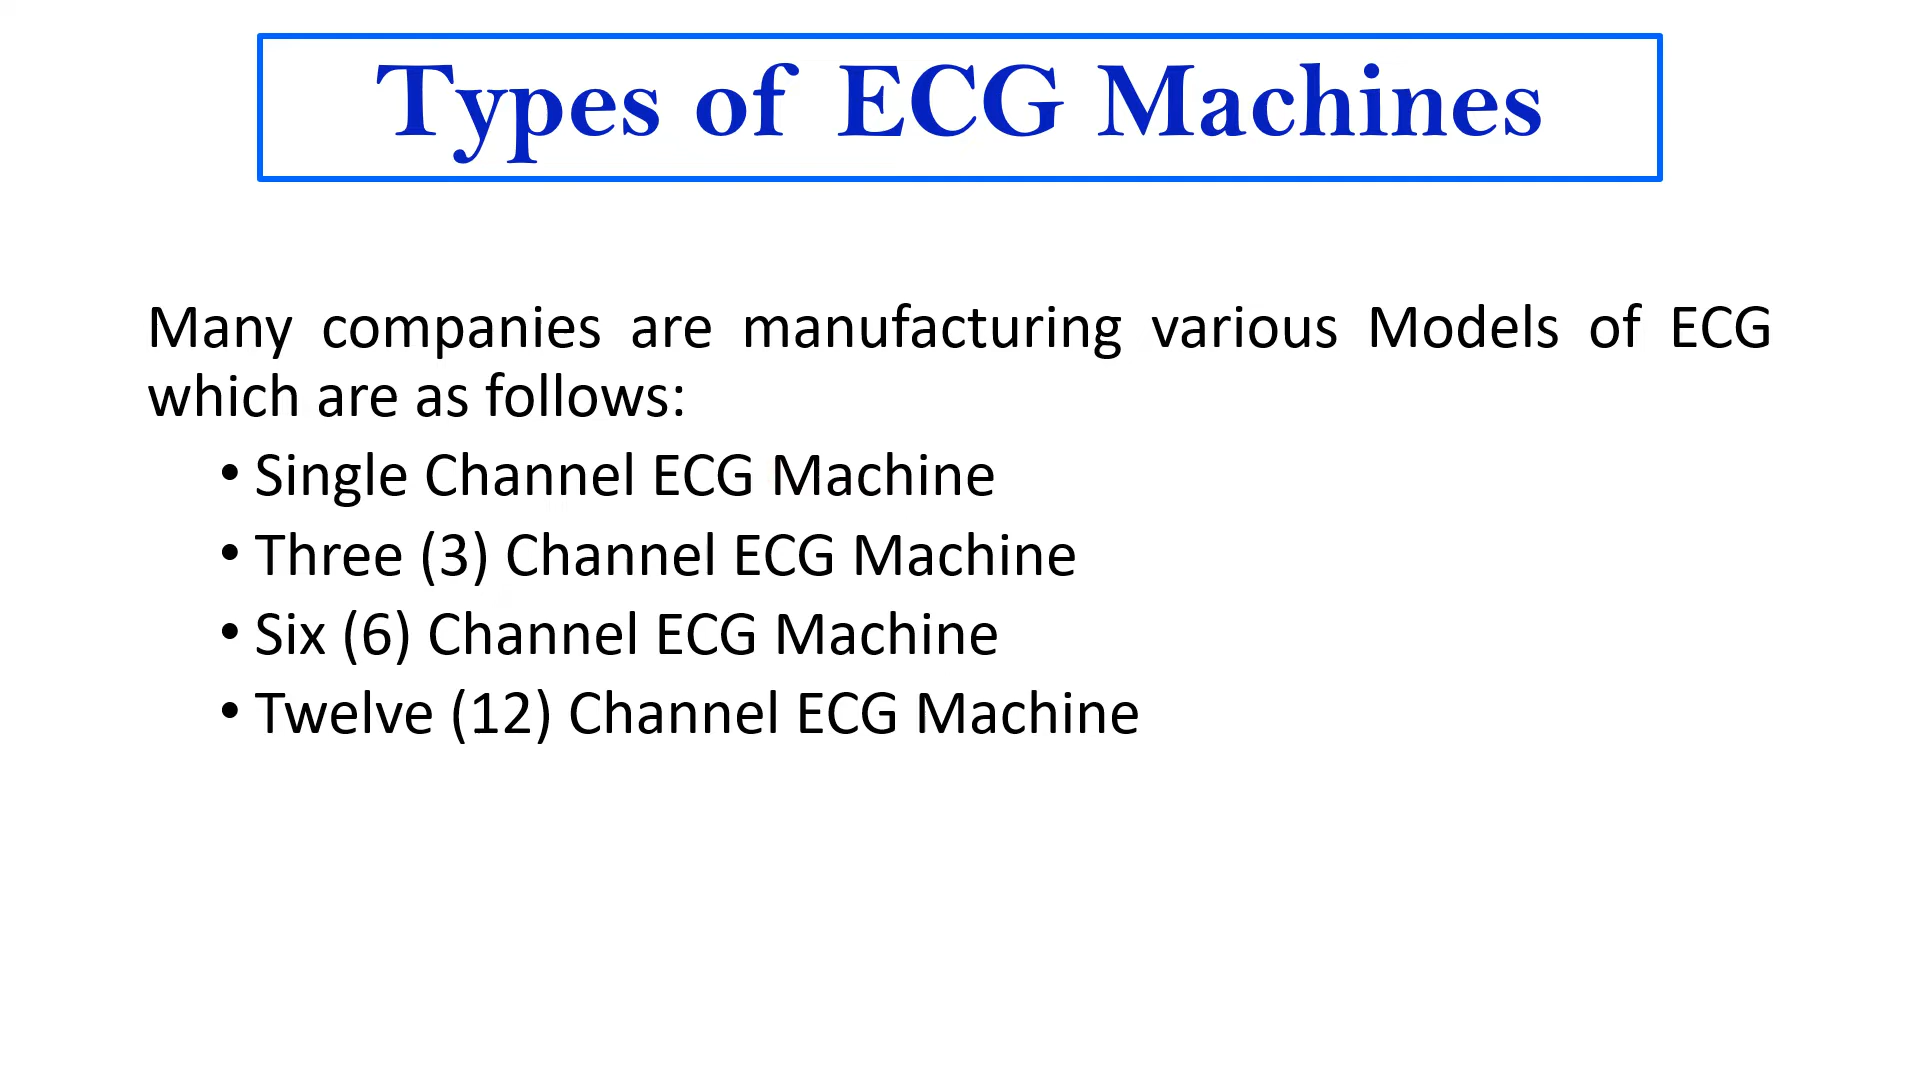 Types of ECG Machines
Many companies are manufacturing various Models of ECG
which are as follows:
• Single Channel ECG Machine
• Three (3) Channel ECG Machine
• Six (6) Channel ECG Machine
• Twelve (12) Channel ECG Machine